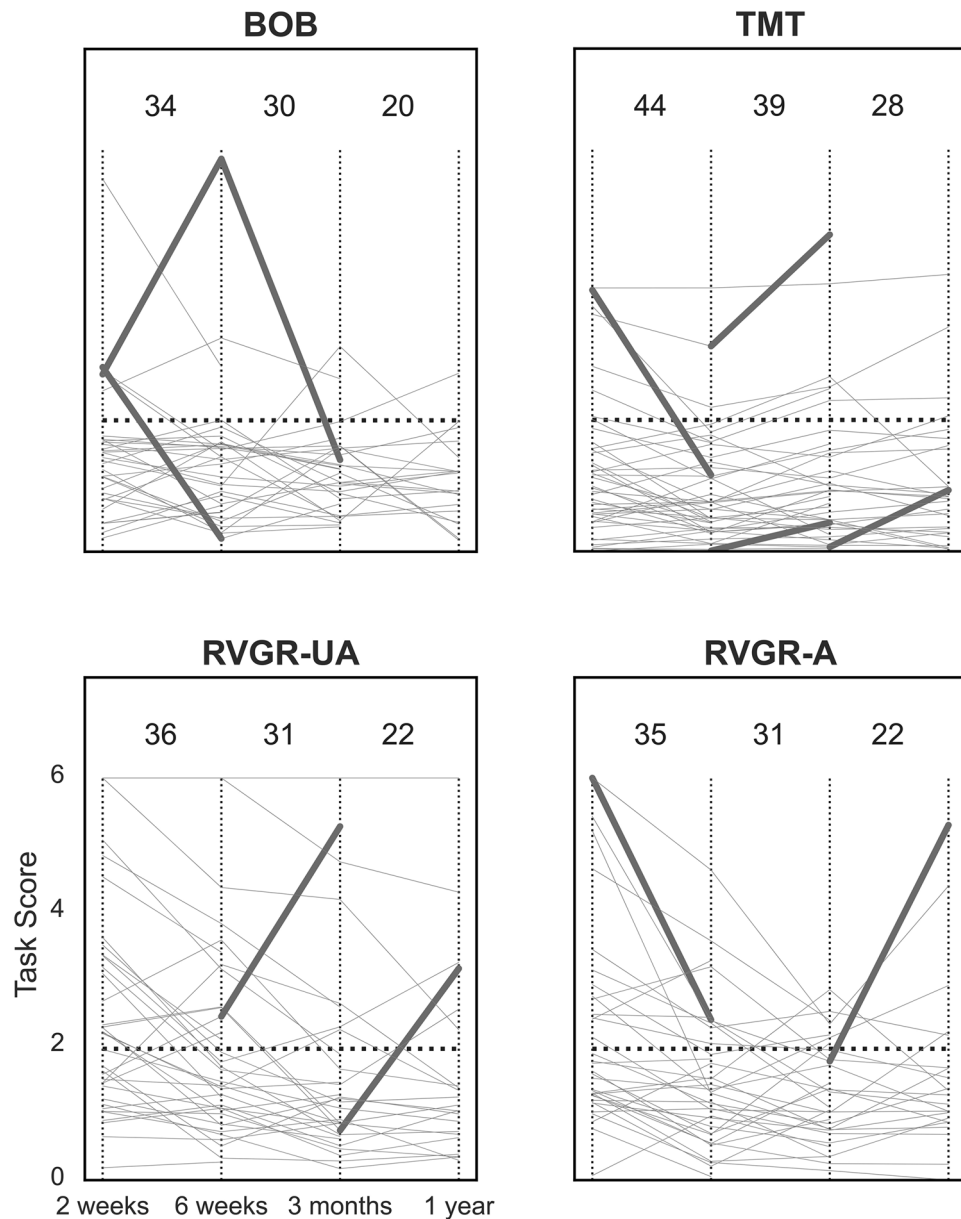 BOB
TMT
34 30 20
44 39 28
RVGR-UA
RVGR-A
36 31 22
35 31 22
6
4
2
0
Task Score
2 weeks 6 weeks 3 months 1 year